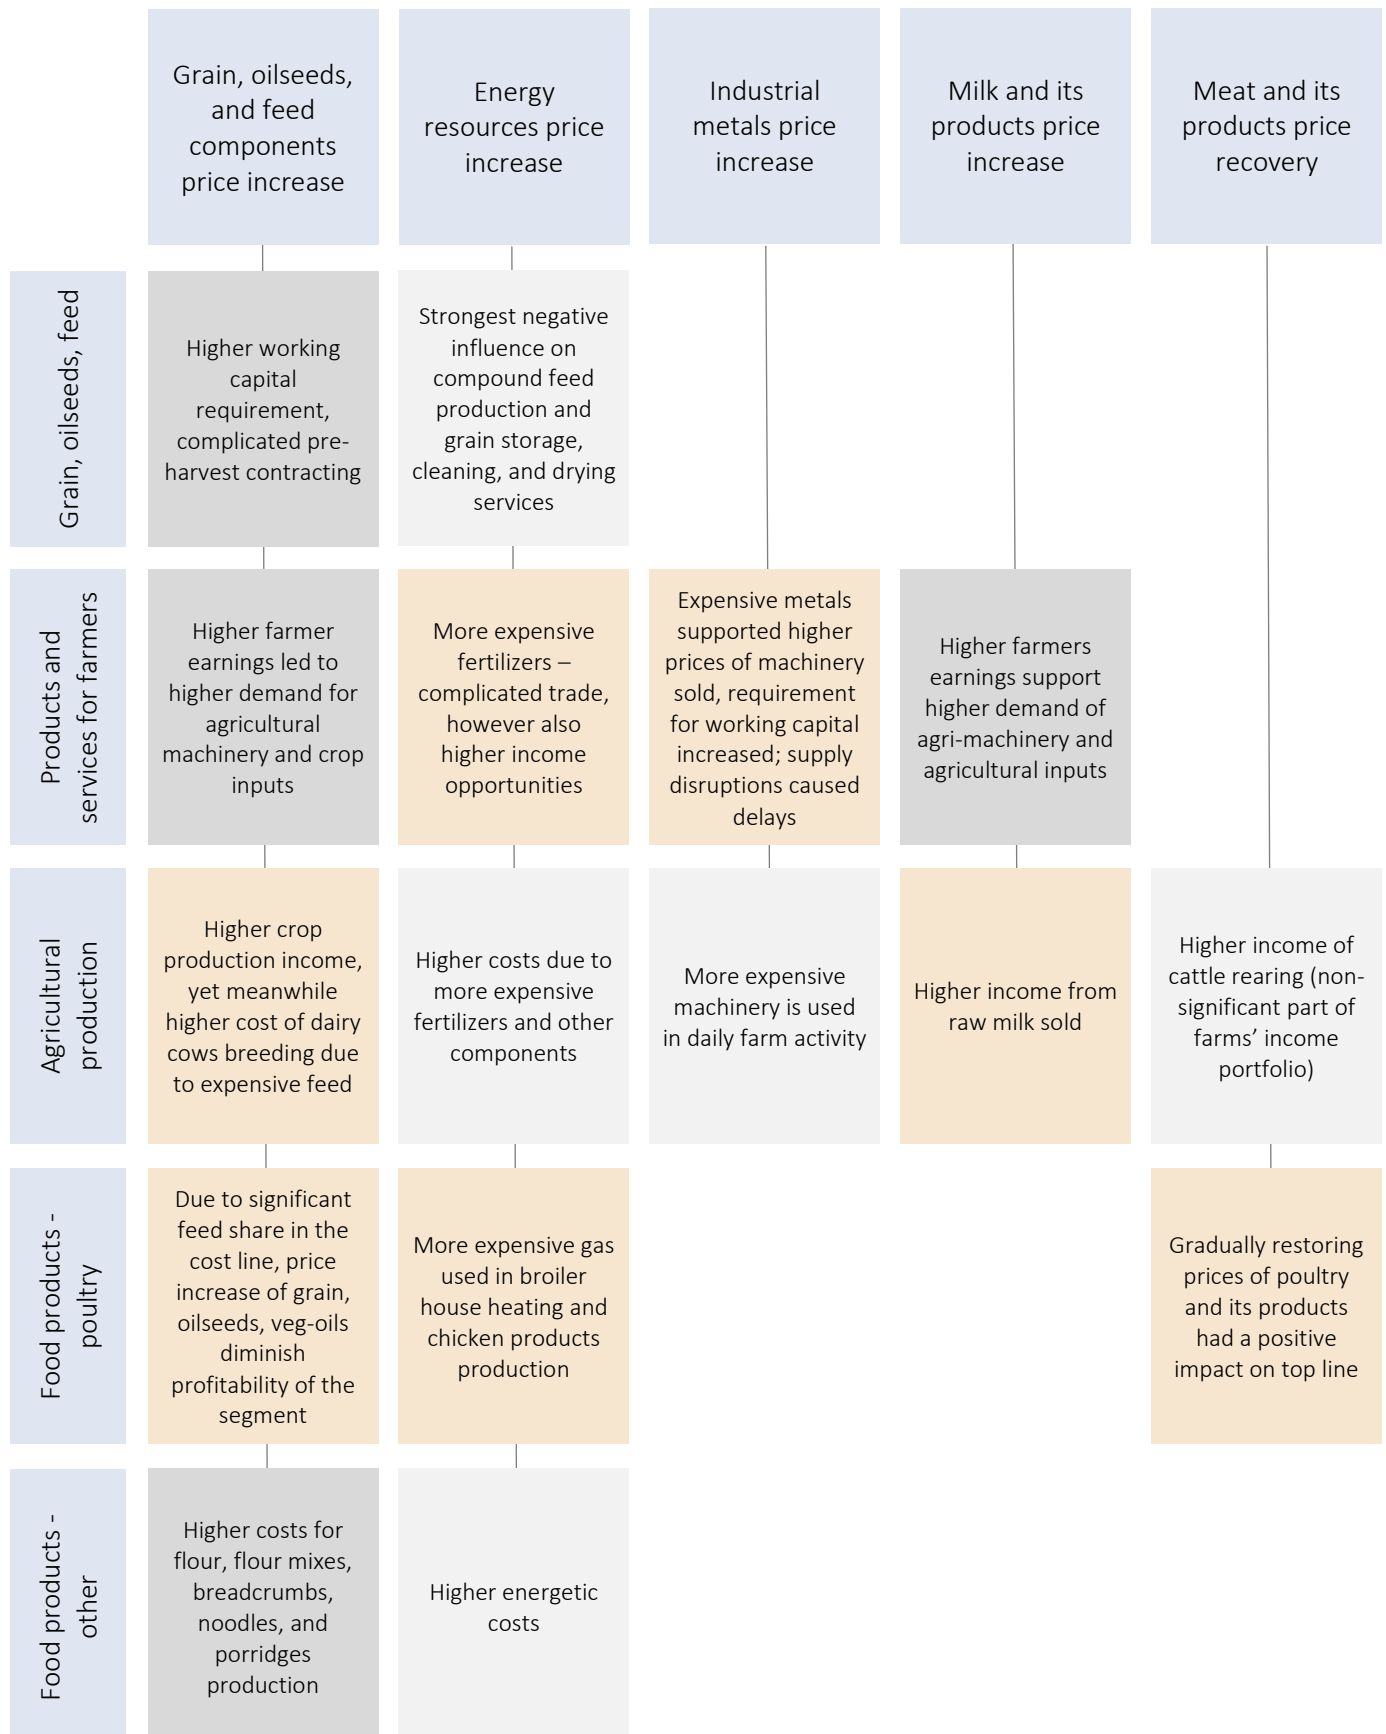 Grain, oilseeds,
and feed
components
price increase
Energy
resources price
increase
Industrial
metals price
increase
Milk and its
products price
increase
Meat and its
products price
recovery
Grain, oilseeds, feed
Higher working
capital
requirement,
complicated pre-
harvest contracting
Strongest negative
influence on
compound feed
production and
grain storage,
cleaning, and drying
services
Products and
services for farmers
Higher farmer
earnings led to
higher demand for
agricultural
machinery and crop
inputs
More expensive
fertilizers –
complicated trade,
however also
higher income
opportunities
Expensive metals
supported higher
prices of machinery
sold, requirement
for working capital
increased; supply
disruptions caused
delays
Higher farmers
earnings support
higher demand of
agri-machinery and
agricultural inputs
Agricultural
production
Higher crop
production income,
yet meanwhile
higher cost of dairy
cows breeding due
to expensive feed
Higher costs due to
more expensive
fertilizers and other
components
More expensive
machinery is used
in daily farm activity
Higher income from
raw milk sold
Higher income of
cattle rearing (non-
significant part of
farms’ income
portfolio)
Food products -
poultry
Due to significant
feed share in the
cost line, price
increase of grain,
oilseeds, veg-oils
diminish
profitability of the
segment
More expensive gas
used in broiler
house heating and
chicken products
production
Gradually restoring
prices of poultry
and its products
had a positive
impact on top line
Food products -
other
Higher costs for
flour, flour mixes,
breadcrumbs,
noodles, and
porridges
production
Higher energetic
costs